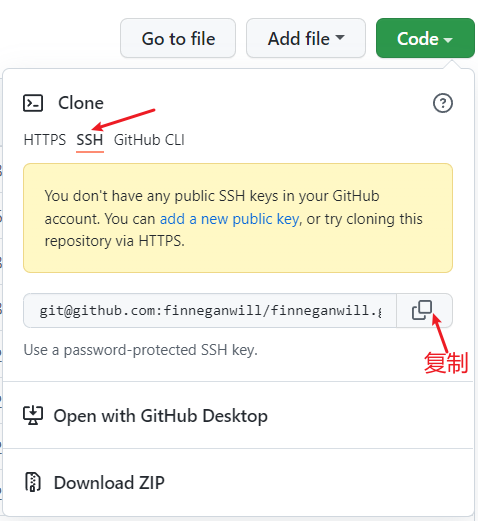 Go to file Add file Code
Clone
HTTPS SSH GitHub CLI
You don't have any public SSH keys in your GitHub
account. You can add a new public key, or try cloning this
repository via HTTPS.
git@github.com:finneganwill/finneganwill.g
复制
Use a password-protected SSH key.
Open with GitHub Desktop
Download ZIP